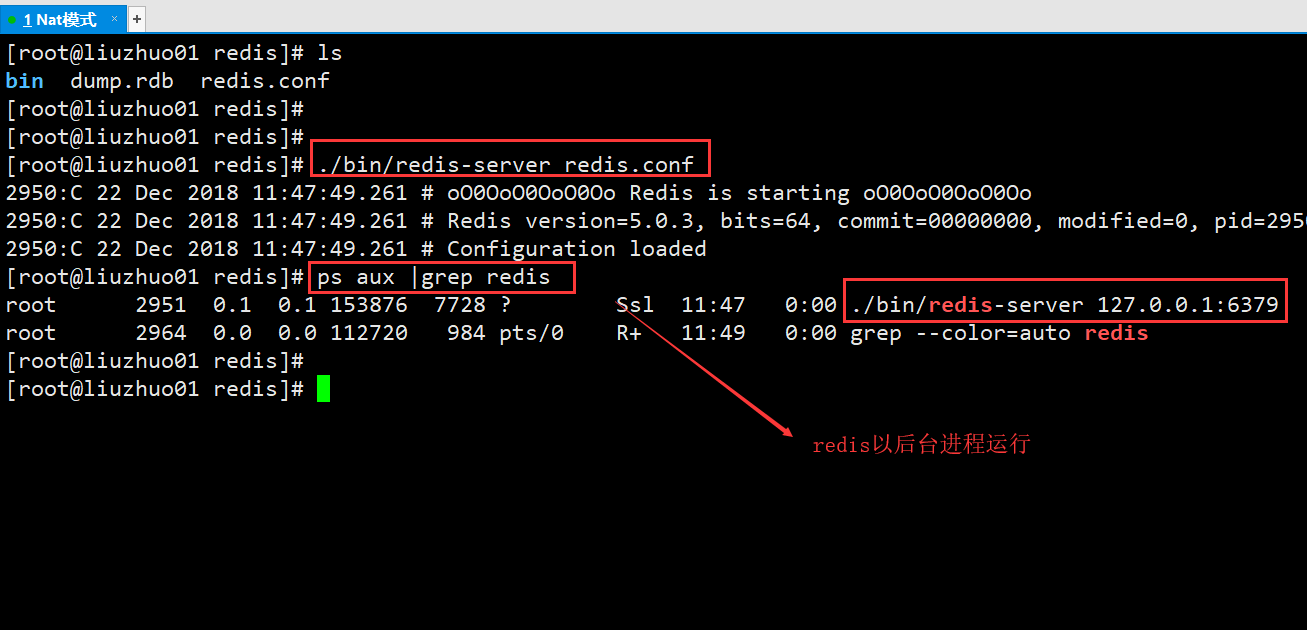 1 Nat模式 × +
[root@liuzhuo01 redis]# ls
bin  dump.rdb  redis.conf
[root@liuzhuo01 redis]#
[root@liuzhuo01 redis]#
[root@liuzhuo01 redis]# ./bin/redis-server redis.conf
2950:C 22 Dec 2018 11:47:49.261 # oO0OoO0OoO0Oo Redis is starting oO0OoO0OoO0Oo
2950:C 22 Dec 2018 11:47:49.261 # Redis version=5.0.3, bits=64, commit=00000000, modified=0, pid=2950
2950:C 22 Dec 2018 11:47:49.261 # Configuration loaded
[root@liuzhuo01 redis]# ps aux |grep redis
root      2951  0.1  0.1 153876  7728 ?        Ssl  11:47   0:00 ./bin/redis-server 127.0.0.1:6379
root      2964  0.0  0.0 112720   984 pts/0    R+   11:49   0:00 grep --color=auto redis
[root@liuzhuo01 redis]#
[root@liuzhuo01 redis]#
redis以后台进程运行